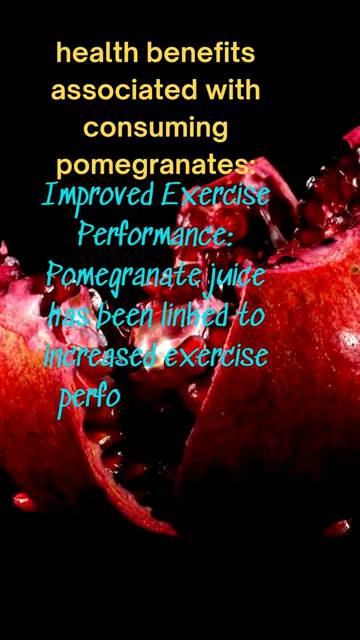 health benefits
associated with
consuming
pomegranates:
Improved Exercise
Performance:
Pomegranate juice
has been linked to
increased exercise
perfo